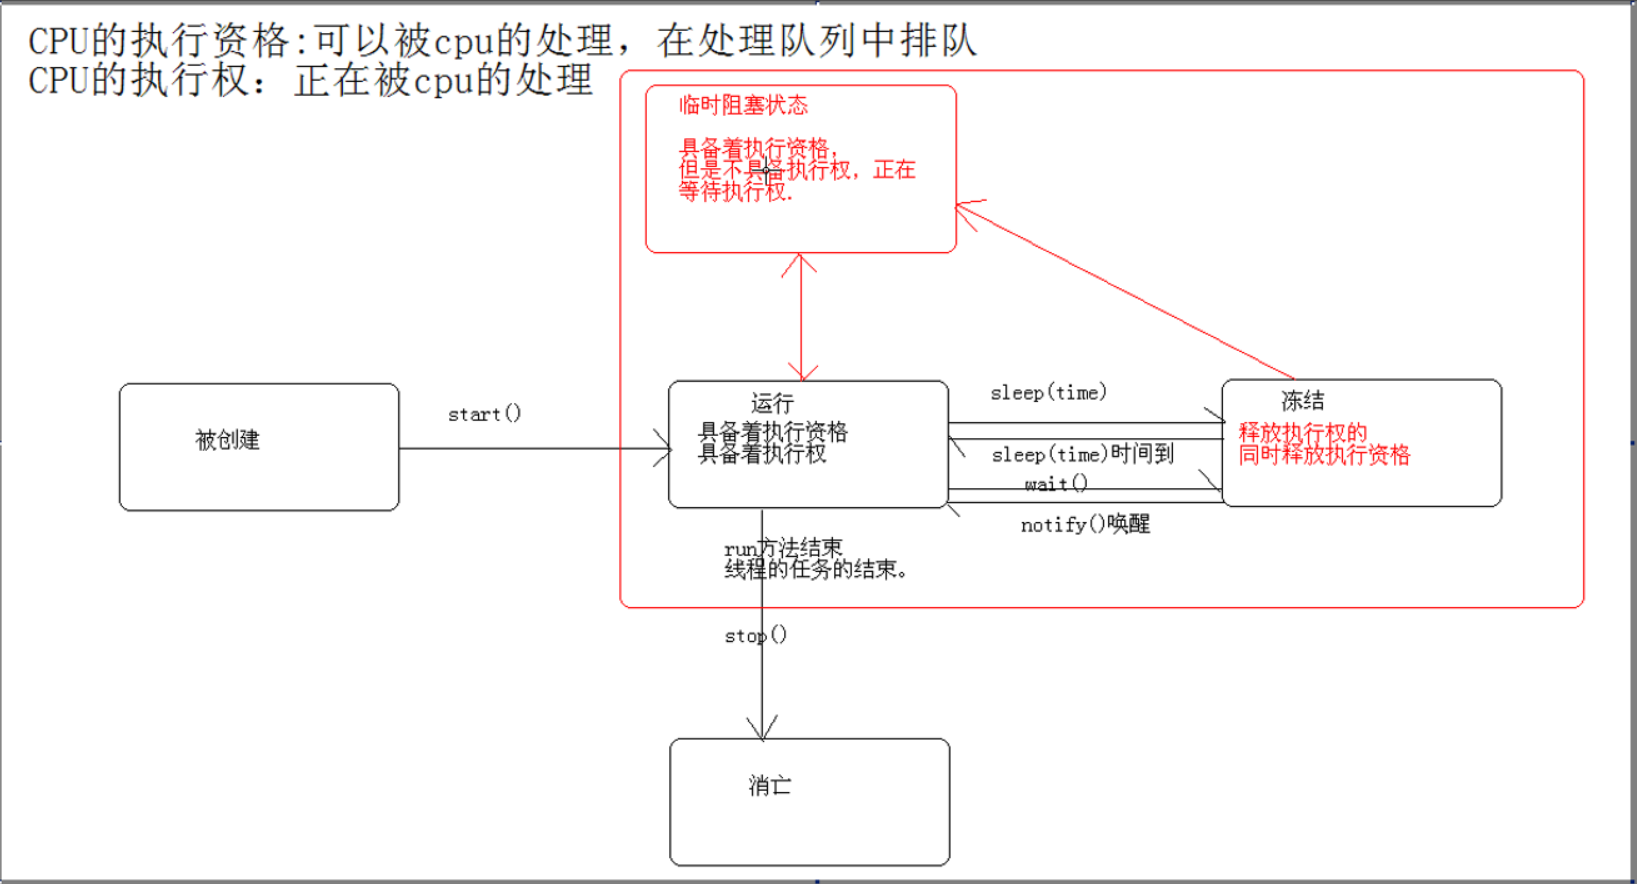 CPU的执行资格:可以被cpu的处理，在处理队列中排队
CPU的执行权：正在被cpu的处理
临时阻塞状态
具备着执行资格，
但是不具备执行权，正在
等待执行权.
被创建
start()
运行
具备着执行资格
具备着执行权
sleep(time)
sleep(time)时间到
wait()
notify()唤醒
冻结
释放执行权的
同时释放执行资格
run方法结束
线程的任务的结束。
stop()
消亡